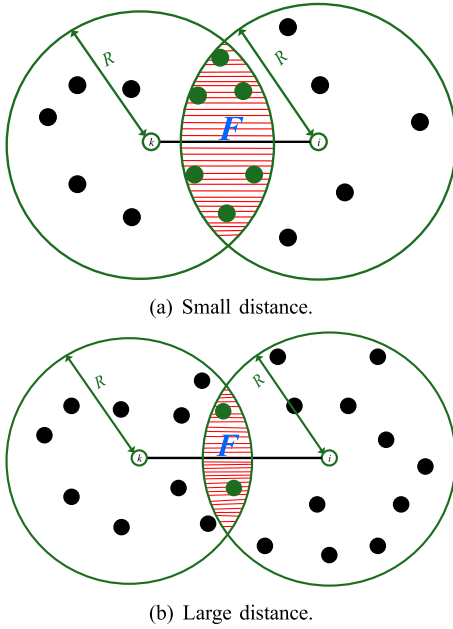 R
R
F
k
i
(a) Small distance.
R
R
F
k
i
(b) Large distance.